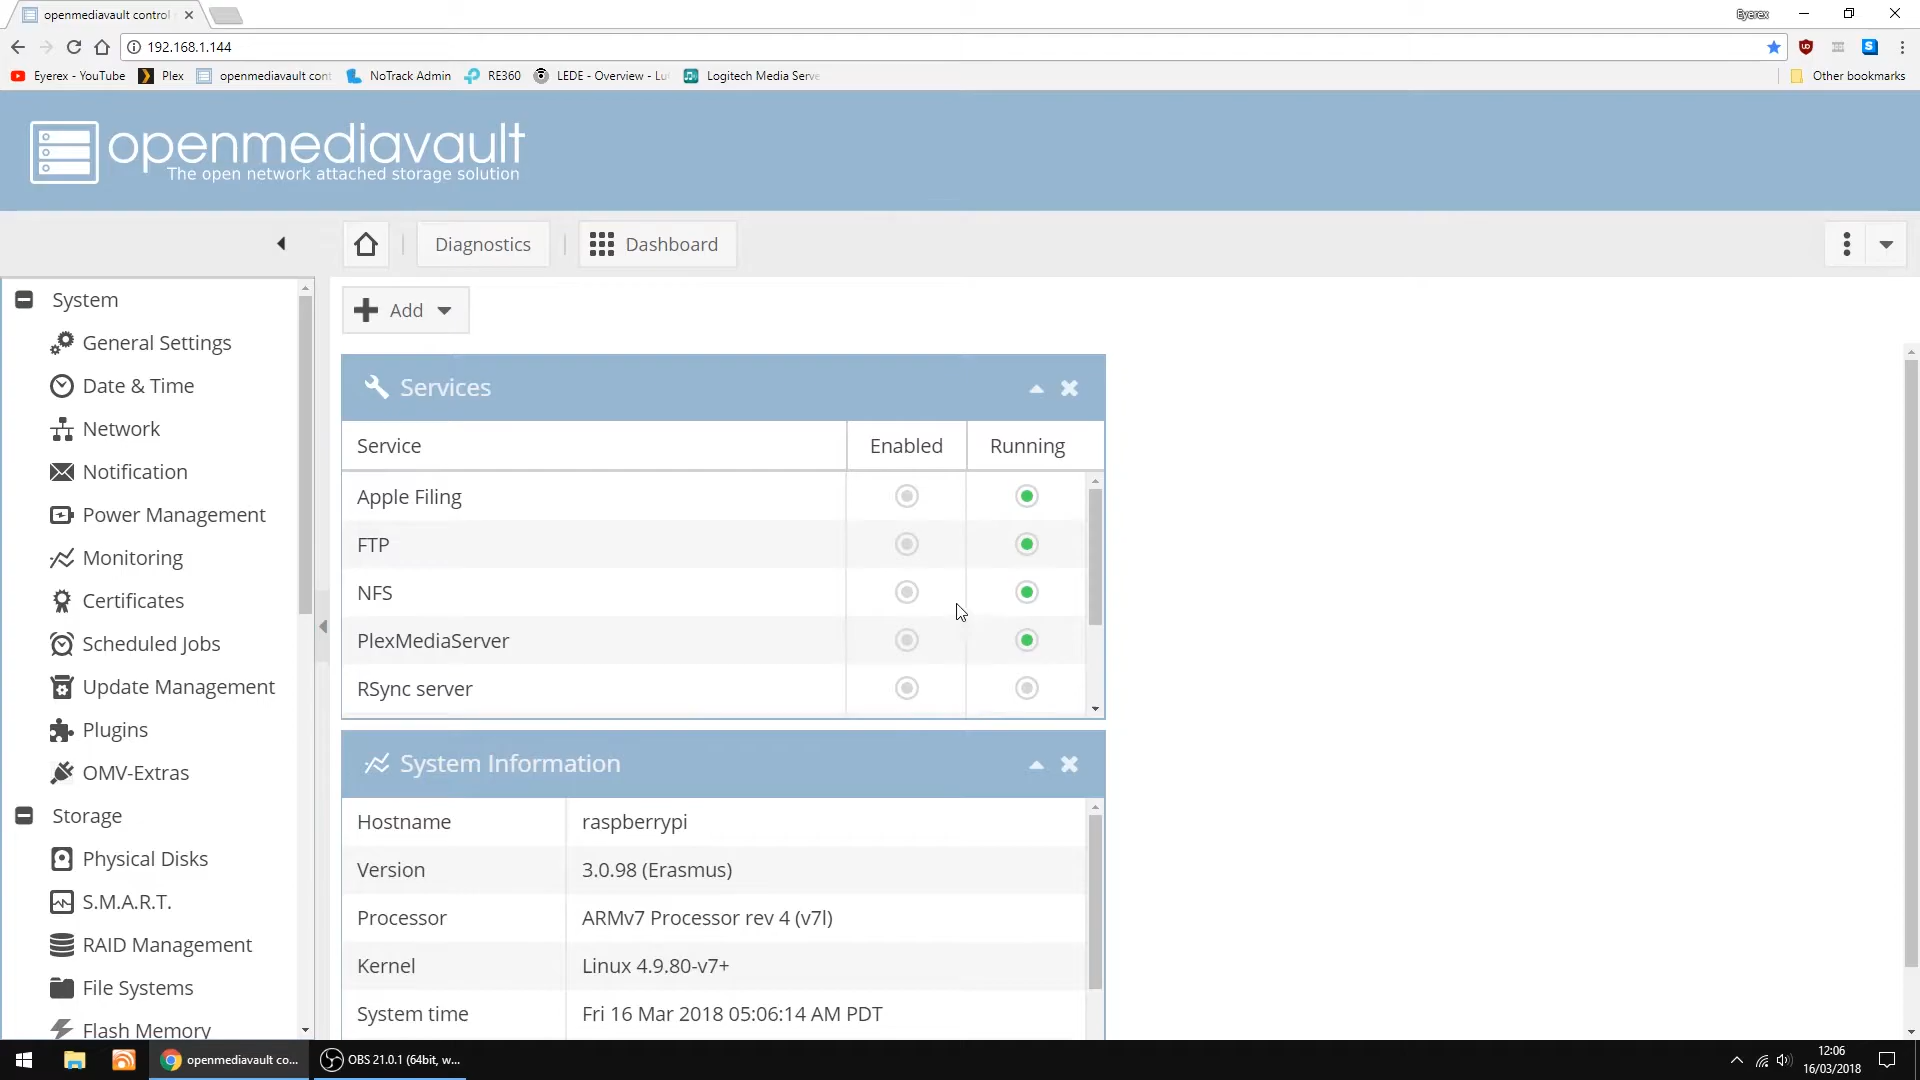 openmediavault control
Eyerex
192.168.1.144
Eyerex - YouTube
Plex
openmediavault cont
NoTrack Admin
RE360
LEDE - Overview - Lu
Logitech Media Serve
Other bookmarks
openmediavault
The open network attached storage solution
Diagnostics
Dashboard
System
General Settings
Date & Time
Network
Notification
Power Management
Monitoring
Certificates
Scheduled Jobs
Update Management
Plugins
OMV-Extras
Storage
Physical Disks
S.M.A.R.T.
RAID Management
File Systems
Flash Memory
Add
Services
Service Enabled Running
Apple Filing
FTP
NFS
PlexMediaServer
RSync server
System Information
Hostname raspberrypi
Version 3.0.98 (Erasmus)
Processor ARMv7 Processor rev 4 (v7l)
Kernel Linux 4.9.80-v7+
System time Fri 16 Mar 2018 05:06:14 AM PDT
openmediavault co...
OBS 21.0.1 (64bit, w...
12:06
16/03/2018